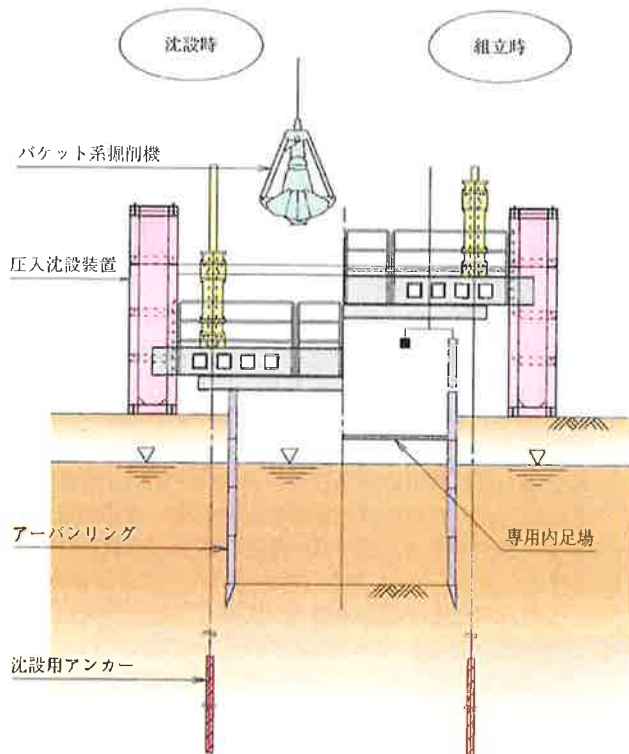 沈設時
組立時
バケット系掘削機
圧入沈設装置
アーバンリング
専用内足場
沈設用アンカー